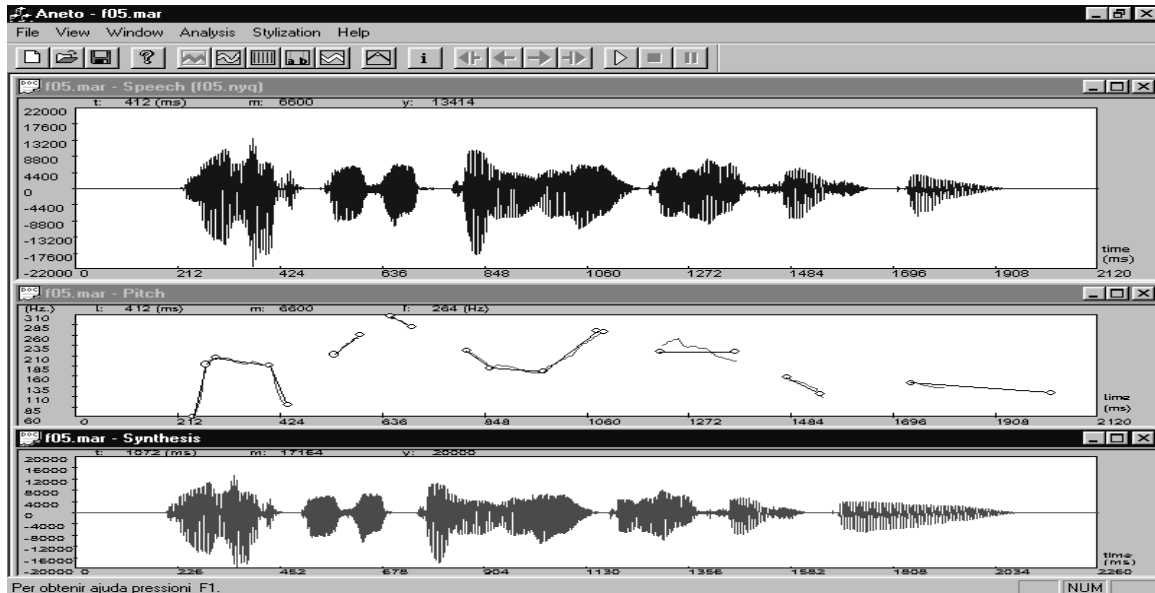 Aneto - f05.mar
File View Window Analysis Stylization Help
f05.mar - Speech (f05.nyq)
t: 412 (ms) m: 6600 y: 13414
22000
17600
13200
8800
4400
0
-4400
-8800
-13200
-17600
-22000
0 212 424 636 848 1060 1272 1484 1696 1908 2120
time
(ms)
f05.mar - Pitch
(Hz.) t: 412 (ms) m: 6600 f: 264 (Hz)
310
285
260
235
210
185
160
135
110
85
60
0 212 424 636 848 1060 1272 1484 1696 1908 2120
time
(ms)
f05.mar - Synthesis
t: 1072 (ms) m: 17164 y: 20000
20000
16000
12000
8000
4000
0
-4000
-8000
-12000
-16000
-20000
0 226 452 678 904 1130 1356 1582 1808 2034 2260
time
(ms)
Per obtenir ajuda pressioni F1.
NUM